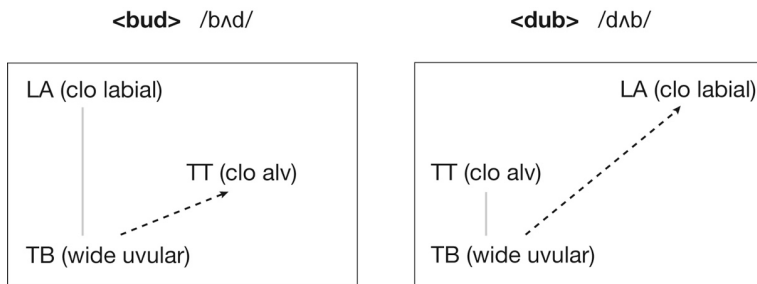 <bud> /bʌd/
<dub> /dʌb/
LA (clo labial)
TT (clo alv)
TB (wide uvular)
LA (clo labial)
TT (clo alv)
TB (wide uvular)